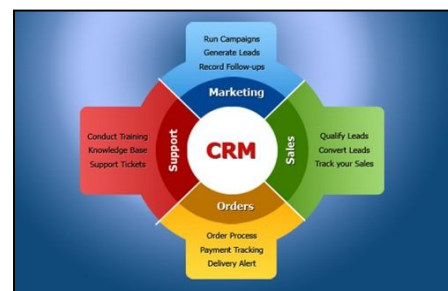 Run Campaigns
Generate Leads
Record Follow-ups
Marketing
Conduct Training
Knowledge Base
Support Tickets
Support
CRM
Sales
Qualify Leads
Convert Leads
Track your Sales
Orders
Order Process
Payment Tracking
Delivery Alert